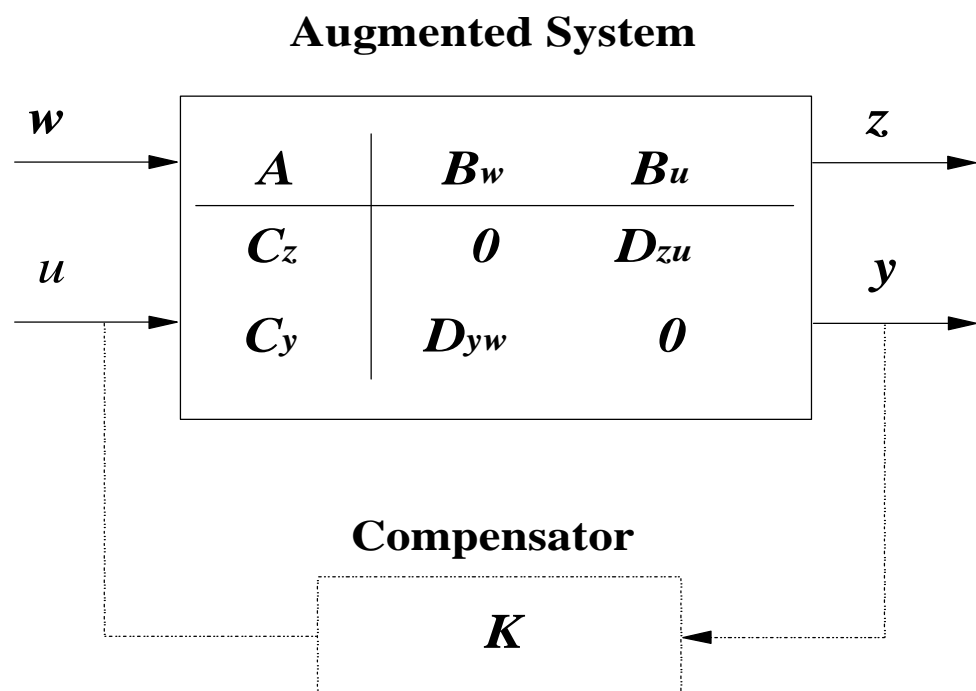 Augmented System
w
z
A Bw Bu
Cz 0 Dzu
u
y
Cy Dyw 0
Compensator
K